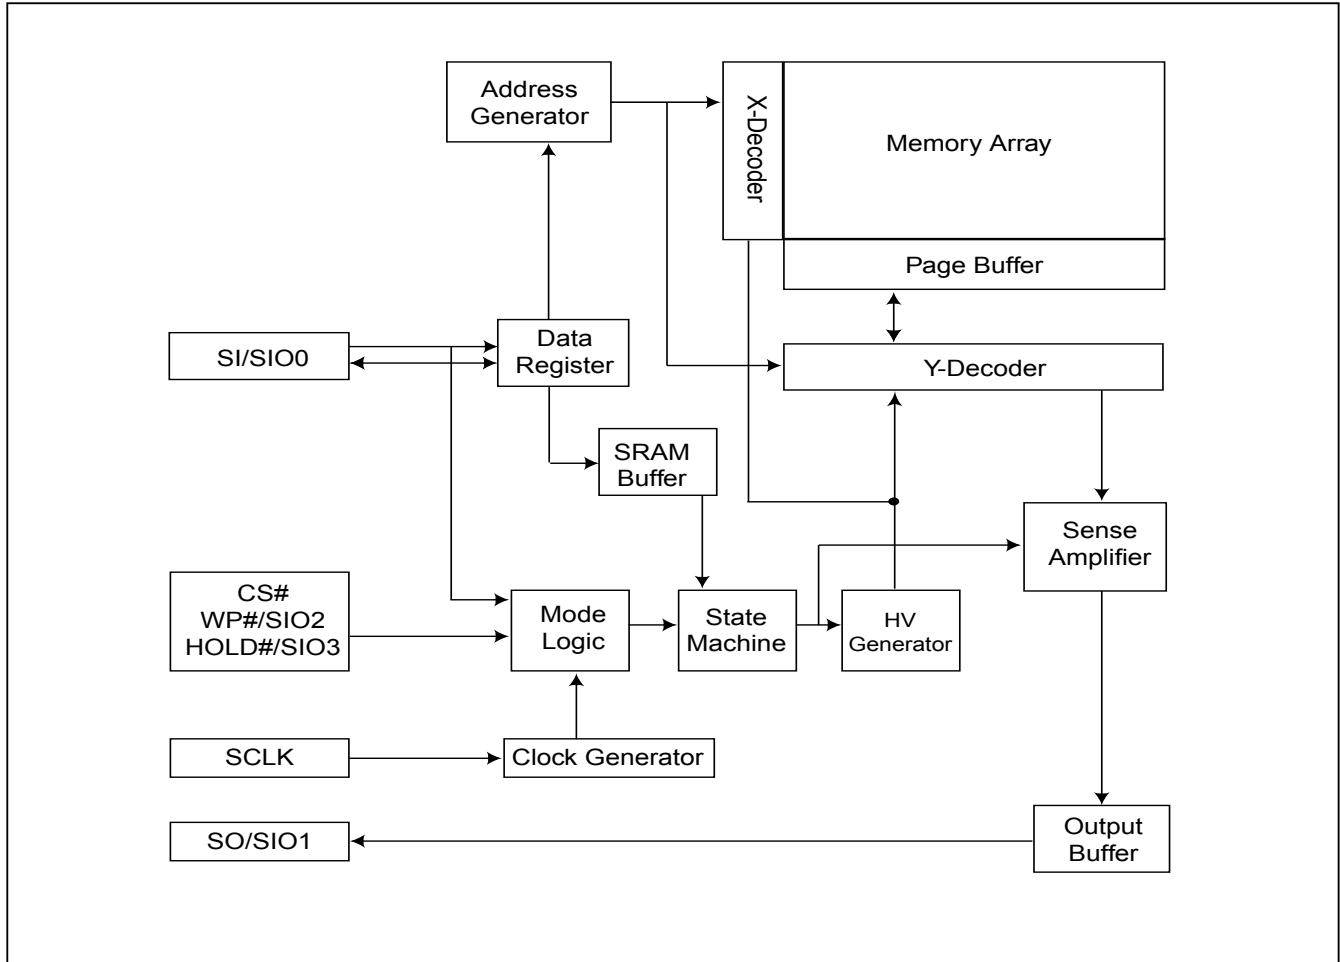 Address
Generator
X-Decoder
Memory Array
Page Buffer
SI/SIO0
Data
Register
Y-Decoder
SRAM
Buffer
Sense
Amplifier
CS#
WP#/SIO2
HOLD#/SIO3
Mode
Logic
State
Machine
HV
Generator
SCLK
Clock Generator
SO/SIO1
Output
Buffer